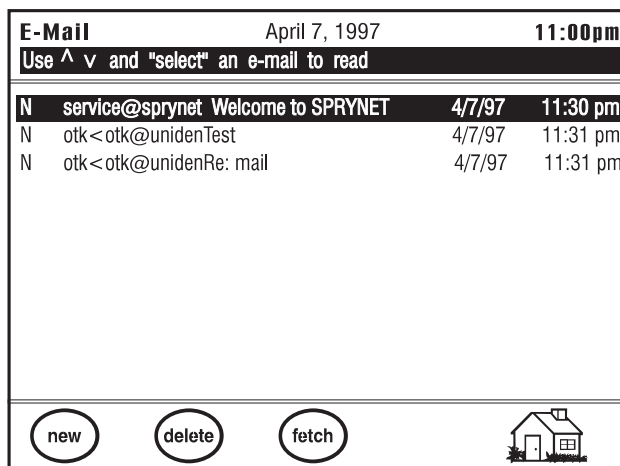 E-Mail April 7, 1997 11:00pm
Use ^ v and "select" an e-mail to read
N service@sprynet Welcome to SPRYNET 4/7/97 11:30 pm
N otk<otk@unidenTest 4/7/97 11:31 pm
N otk<otk@unidenRe: mail 4/7/97 11:31 pm
new delete fetch